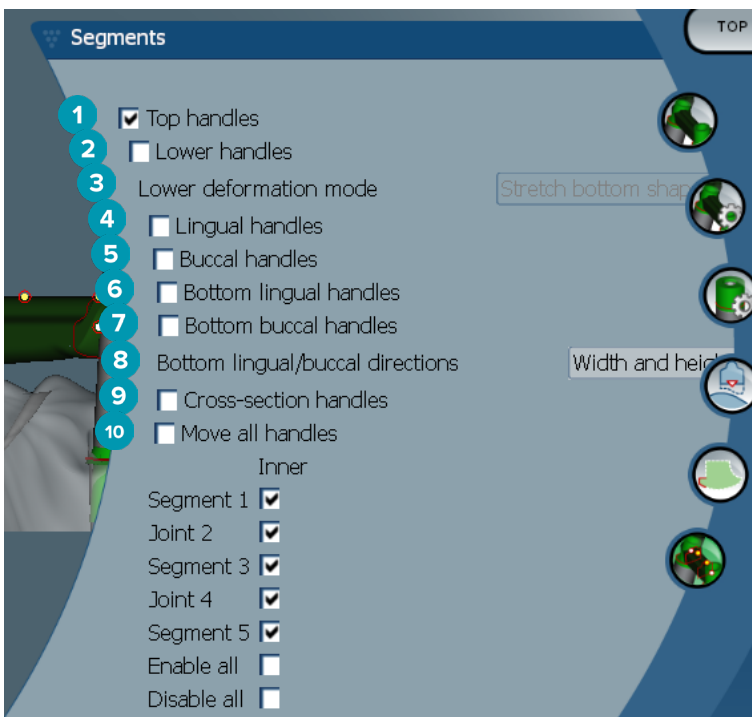 TOP
Segments
1 Top handles
2 Lower handles
3 Lower deformation mode Stretch bottom shap
4 Lingual handles
5 Buccal handles
6 Bottom lingual handles
7 Bottom buccal handles
8 Bottom lingual/buccal directions Width and heig
9 Cross-section handles
10 Move all handles
Inner
Segment 1
Joint 2
Segment 3
Joint 4
Segment 5
Enable all
Disable all